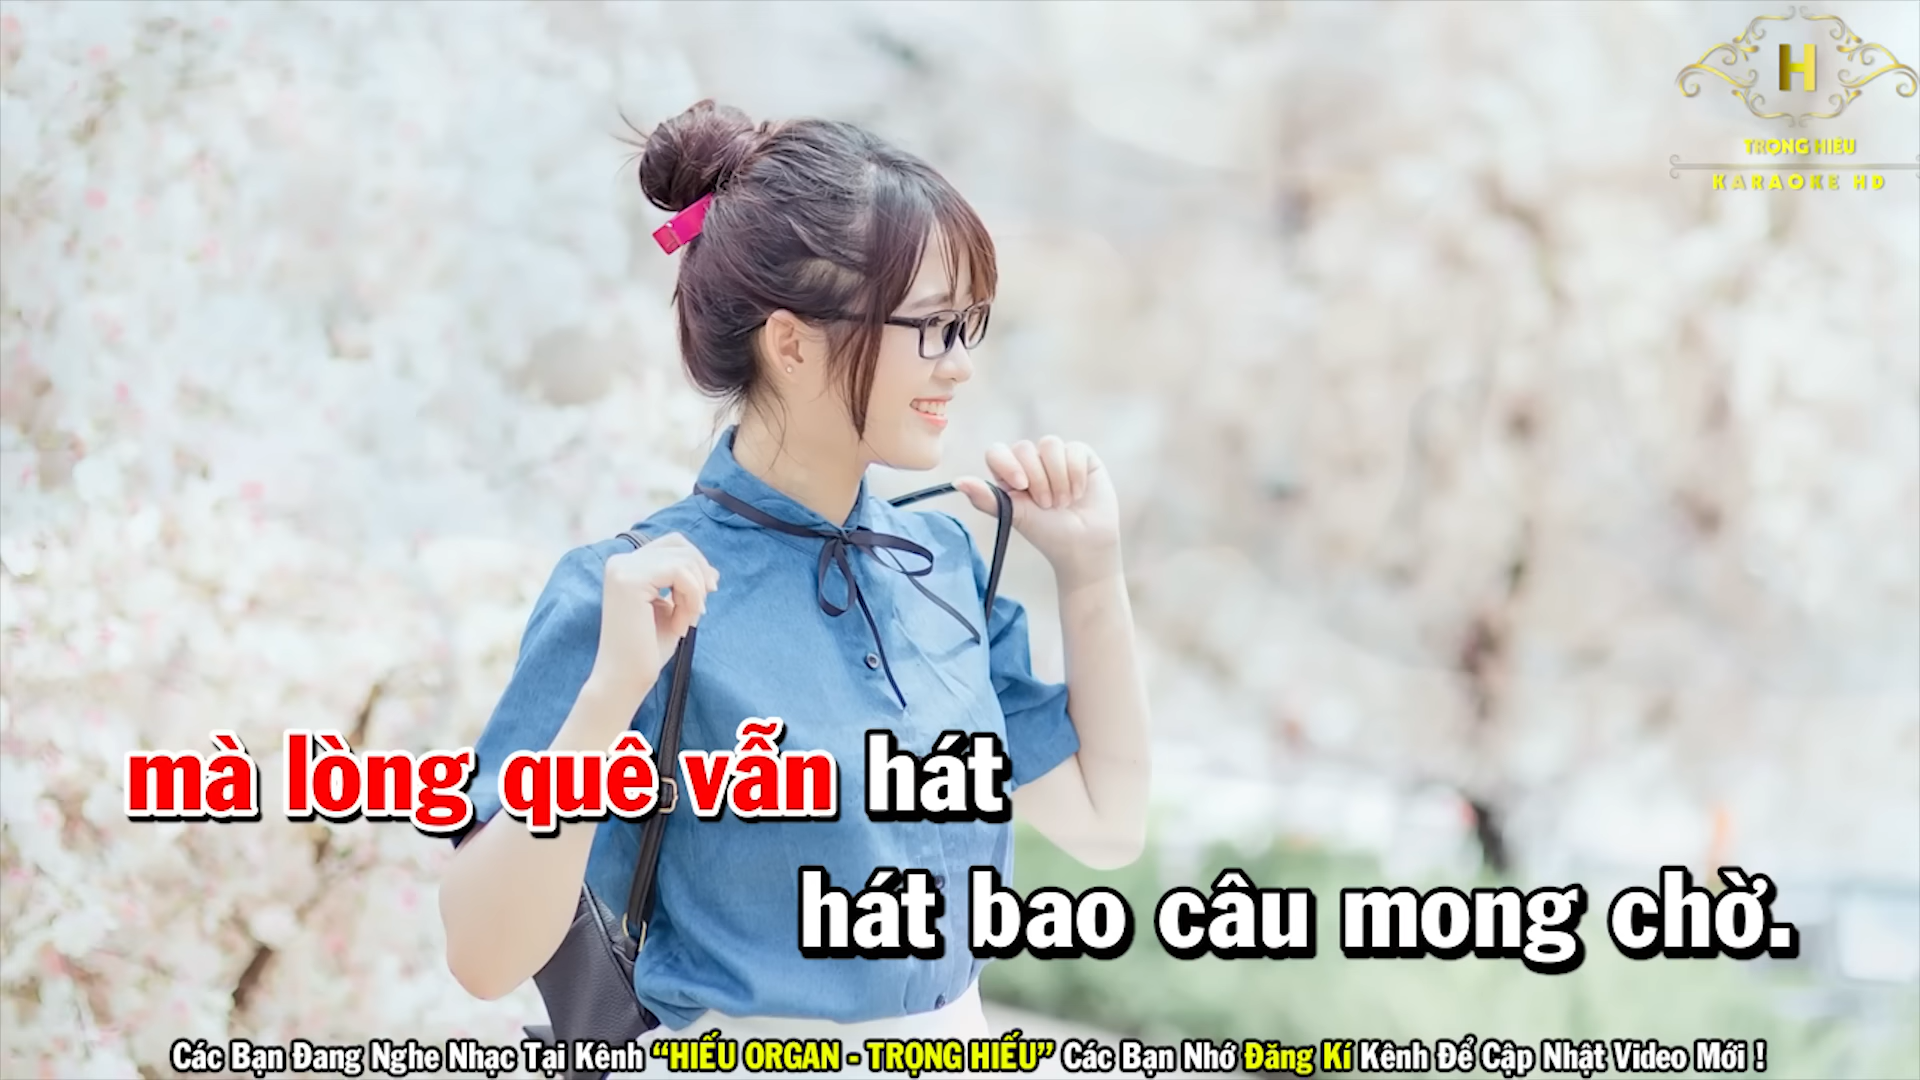 H
TRỌNG HIẾU
KARAOKE HD
mà lòng quê vẫn hát
hát bao câu mong chờ.
Các Bạn Đang Nghe Nhạc Tại Kênh “HIẾU ORGAN - TRỌNG HIẾU” Các Bạn Nhớ Đăng Kí Kênh Để Cập Nhật Video Mới !